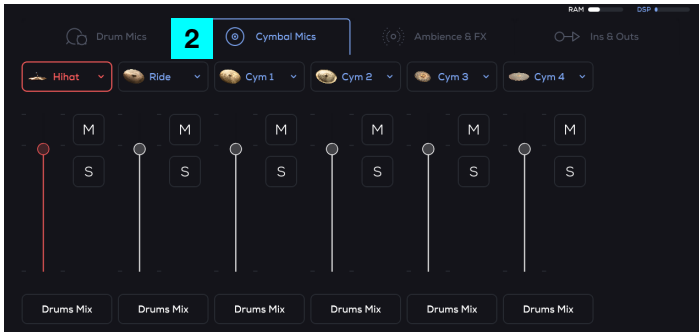 RAM DSP
Drum Mics 2 Cymbal Mics Ambience & FX Ins & Outs
Hihat Ride Cym 1 Cym 2 Cym 3 Cym 4
M M M M M M
S S S S S S
Drums Mix Drums Mix Drums Mix Drums Mix Drums Mix Drums Mix